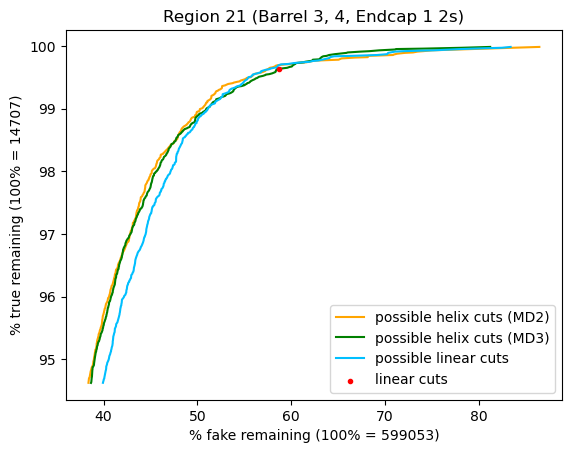 Region 21 (Barrel 3, 4, Endcap 1 2s)
100
99
98
97
96
95
% true remaining (100% = 14707)
possible helix cuts (MD2)
possible helix cuts (MD3)
possible linear cuts
linear cuts
40
50
60
70
80
% fake remaining (100% = 599053)